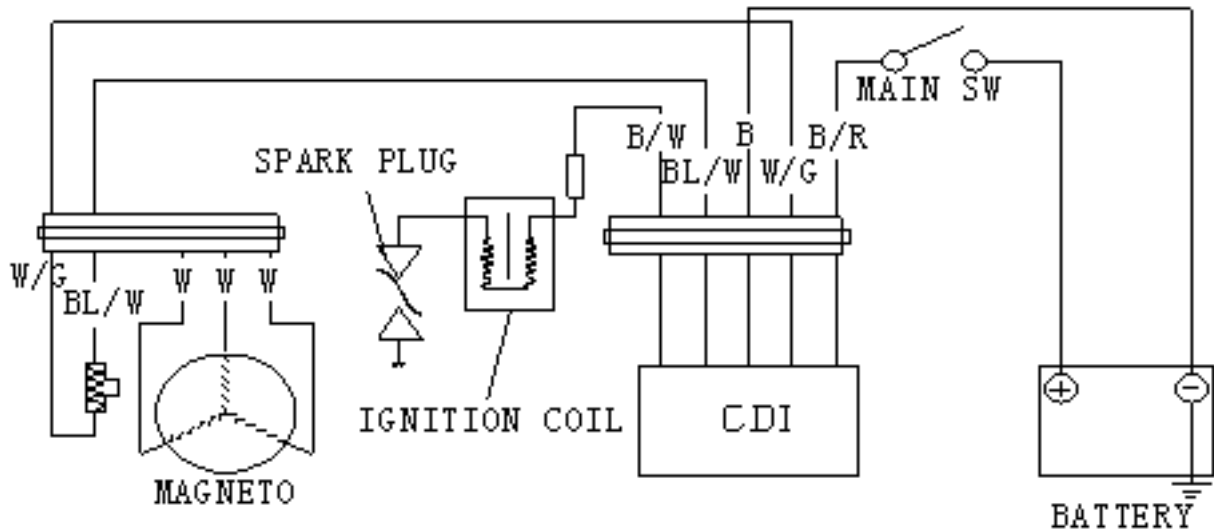 MAIN SW
B/W
B
B/R
SPARK PLUG
BL/W
W/G
W/G
W
W
W
BL/W
+
-
IGNITION COIL
CDI
MAGNETO
BATTERY